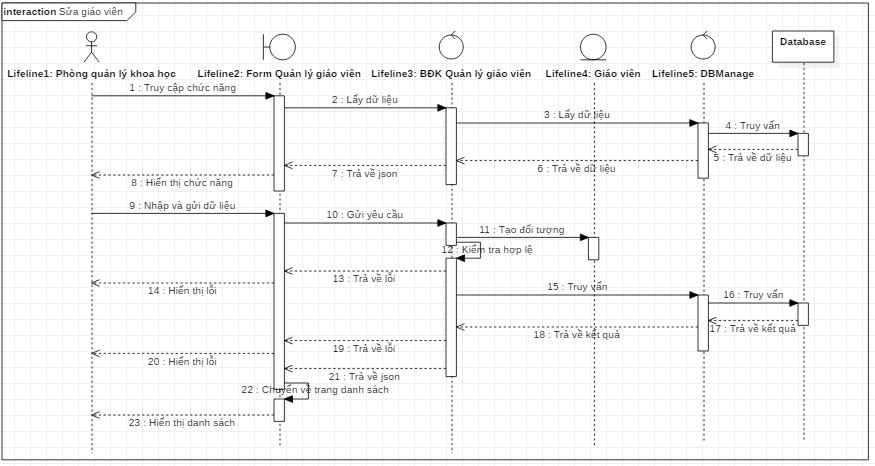 interaction Sửa giáo viên
Database
Lifeline1: Phòng quản lý khoa học
Lifeline2: Form Quản lý giáo viên
Lifeline3: BĐK Quản lý giáo viên
Lifeline4: Giáo viên
Lifeline5: DBManage
1 : Truy cập chức năng
2 : Lấy dữ liệu
3 : Lấy dữ liệu
4 : Truy vấn
5 : Trả về dữ liệu
6 : Trả về dữ liệu
7 : Trả về json
8 : Hiển thị chức năng
9 : Nhập và gửi dữ liệu
10 : Gửi yêu cầu
11 : Tạo đối tượng
12 : Kiểm tra hợp lệ
13 : Trả về lỗi
14 : Hiển thị lỗi
15 : Truy vấn
16 : Truy vấn
17 : Trả về kết quả
18 : Trả về kết quả
19 : Trả về lỗi
20 : Hiển thị lỗi
21 : Trả về json
22 : Chuyển về trang danh sách
23 : Hiển thị danh sách